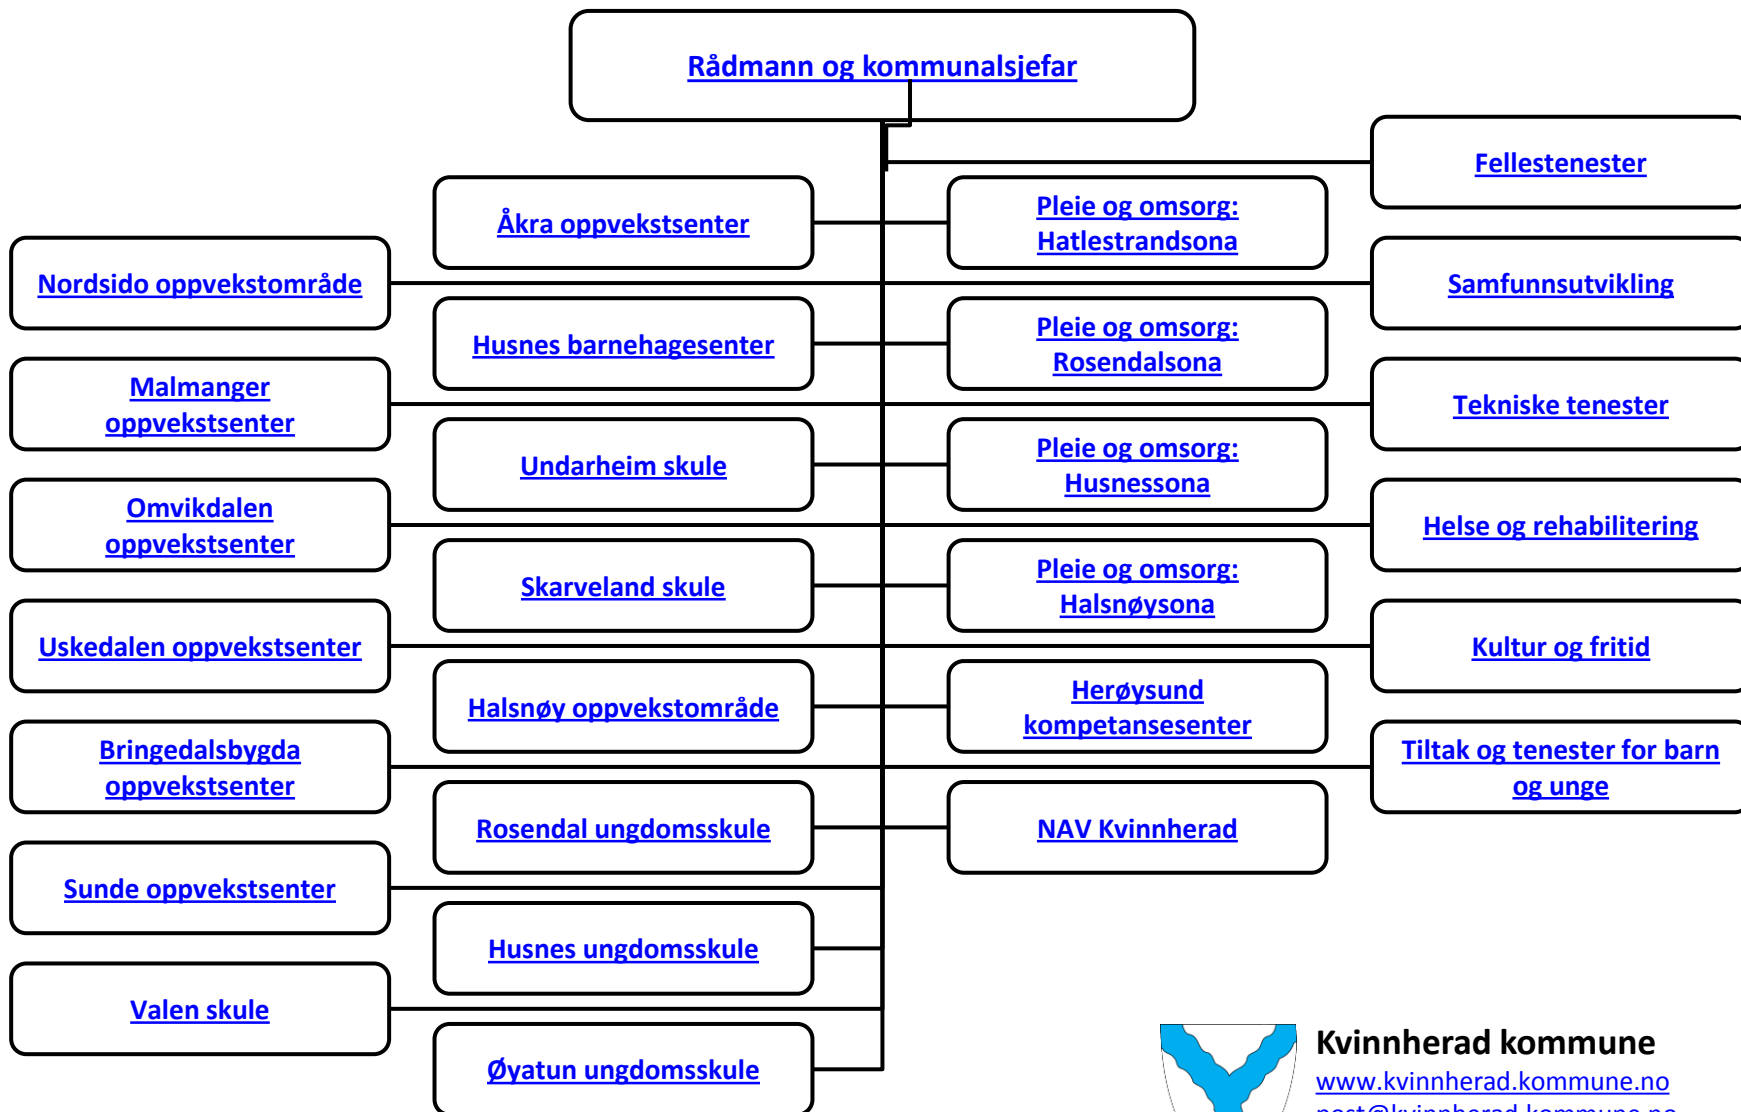 Rådmann og kommunalsjefar
Fellestenester
Åkra oppvekstsenter
Pleie og omsorg:
Hatlestrandsona
Nordsido oppvekstområde
Samfunnsutvikling
Husnes barnehagesenter
Pleie og omsorg:
Rosendalsona
Malmanger
oppvekstsenter
Tekniske tenester
Undarheim skule
Pleie og omsorg:
Husnessona
Omvikdalen
oppvekstsenter
Helse og rehabilitering
Skarveland skule
Pleie og omsorg:
Halsnøysona
Uskedalen oppvekstsenter
Kultur og fritid
Halsnøy oppvekstområde
Herøysund
kompetansesenter
Bringedalsbygda
oppvekstsenter
Tiltak og tenester for barn
og unge
Rosendal ungdomsskule
NAV Kvinnherad
Sunde oppvekstsenter
Husnes ungdomsskule
Valen skule
Øyatun ungdomsskule
Kvinnherad kommune
www.kvinnherad.kommune.no
post@kvinnherad.kommune.no